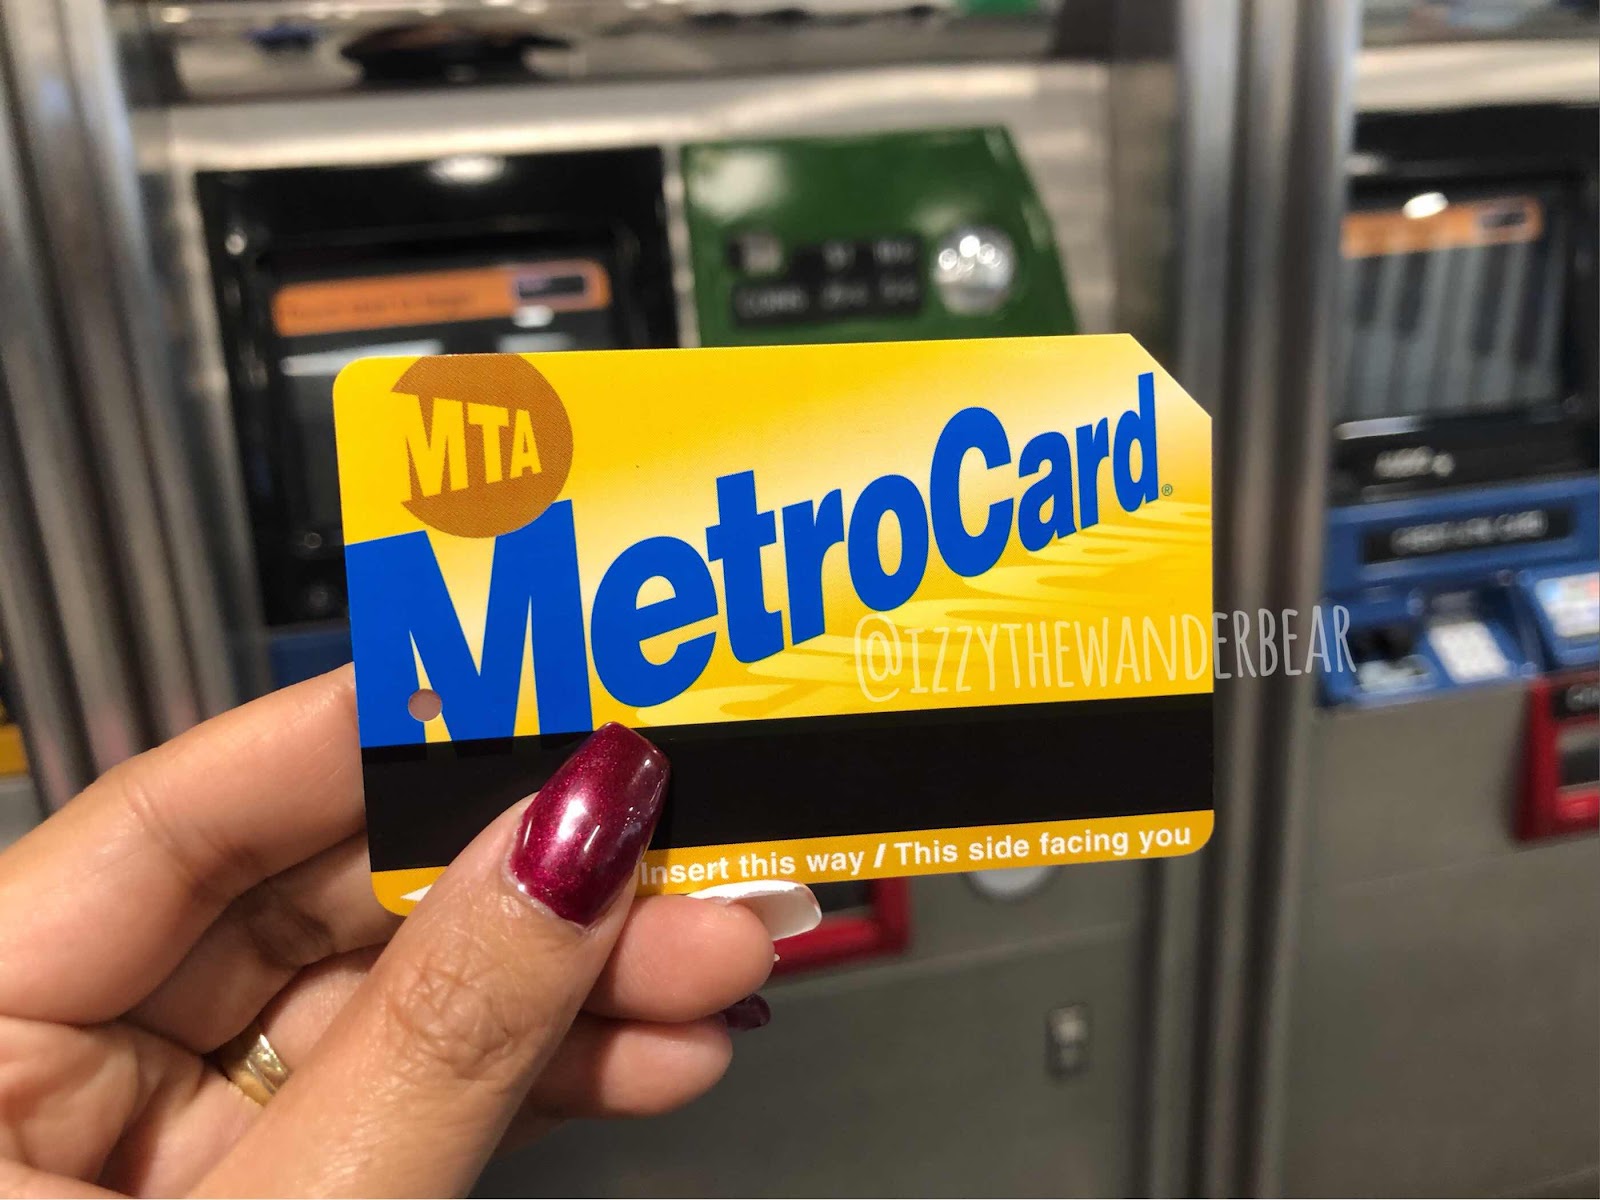 MTA
MetroCard®
@IZZYTHEWANDERBEAR
Insert this way / This side facing you